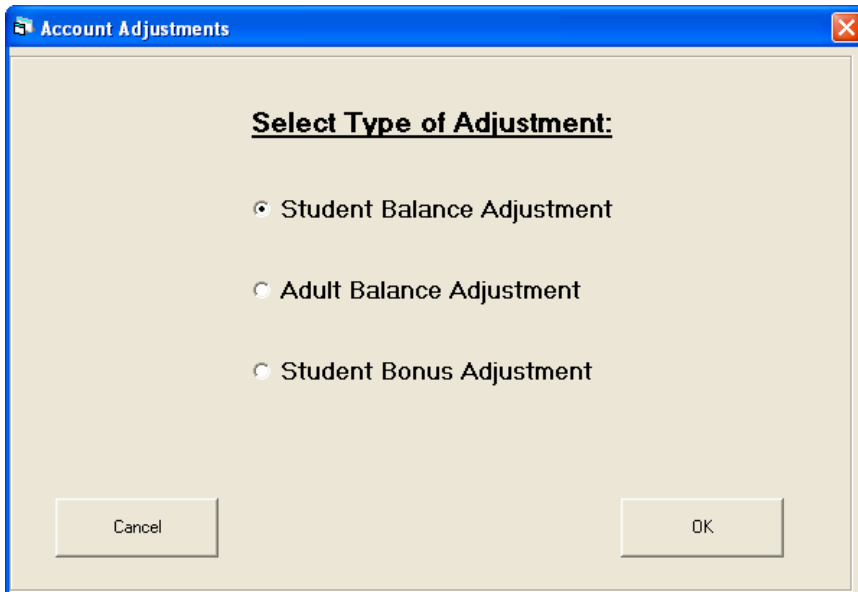 Account Adjustments
Select Type of Adjustment:
Student Balance Adjustment
Adult Balance Adjustment
Student Bonus Adjustment
Cancel
OK